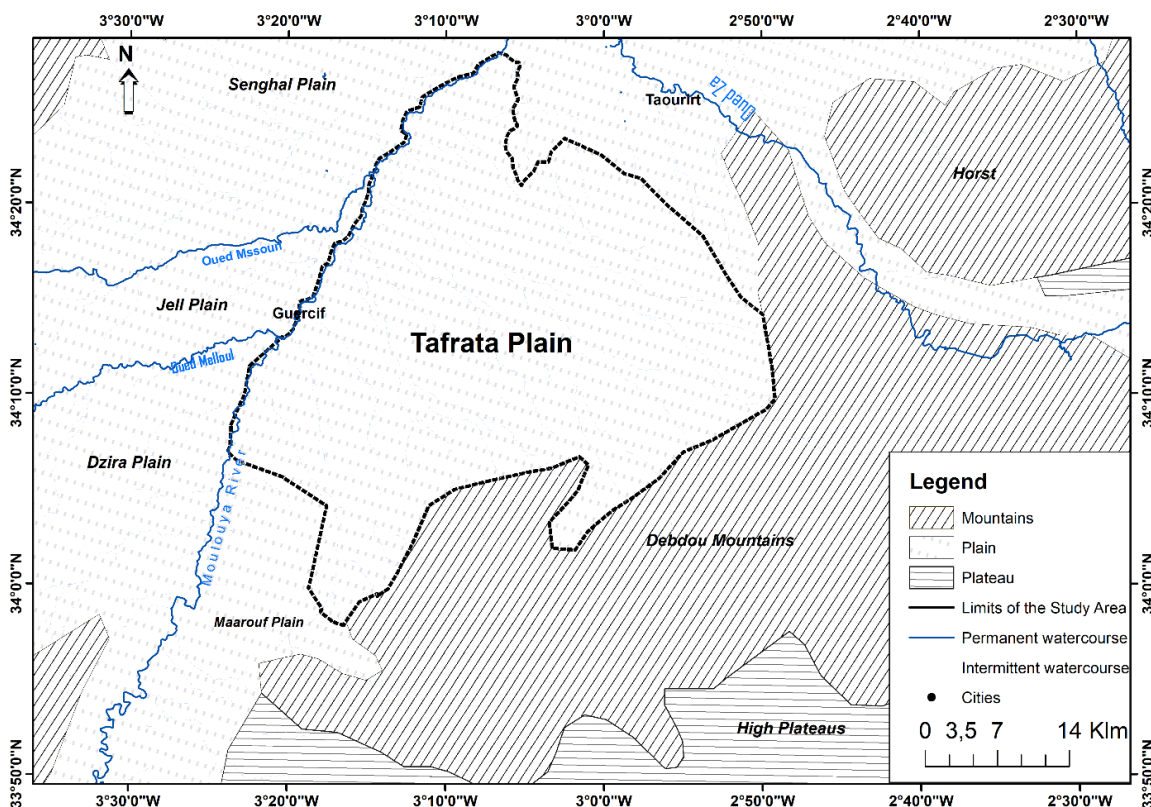 3°30'0"W 3°20'0"W 3°10'0"W 3°0'0"W 2°50'0"W 2°40'0"W 2°30'0"W
N
Senghal Plain
Taourirt
Oued Za
Horst
34°20'0"N 34°20'0"N
Oued Mssoun
Jell Plain
Guercif
Tafrata Plain
Oued Melloul
34°10'0"N 34°10'0"N
Dzira Plain
Moulouya River
Debdou Mountains
34°0'0"N 34°0'0"N
Maarouf Plain
High Plateaus
33°50'0"N 33°50'0"N
Legend
Mountains
Plain
Plateau
Limits of the Study Area
Permanent watercourse
Intermittent watercourse
Cities
0 3,5 7 14 Klm
3°30'0"W 3°20'0"W 3°10'0"W 3°0'0"W 2°50'0"W 2°40'0"W 2°30'0"W